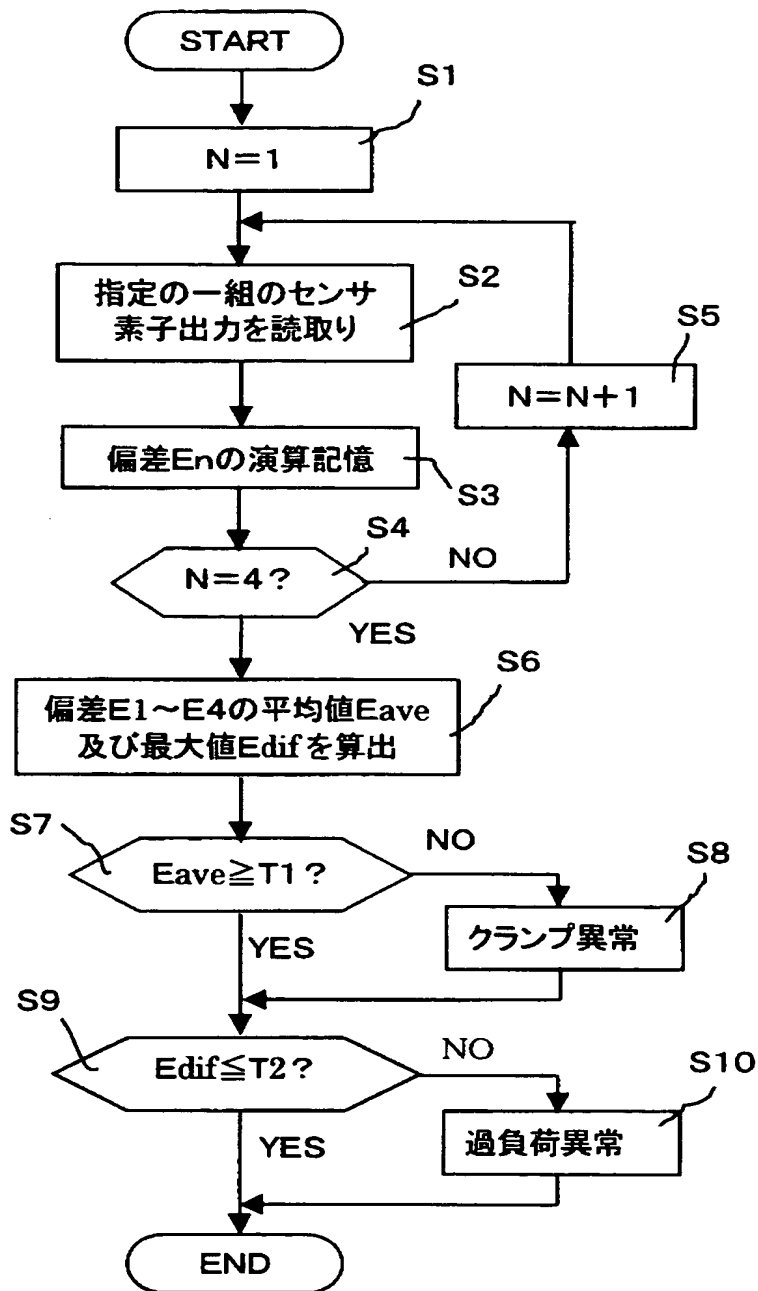 START
S1
N=1
S2
指定の一組のセンサ
素子出力を読取り
S5
N=N+1
偏差Enの演算記憶
S3
S4
N=4?
NO
YES
S6
偏差E1~E4の平均値Eave
及び最大値Edifを算出
S7
Eave≧T1?
NO
S8
クランプ異常
YES
S9
Edif≦T2?
NO
S10
過負荷異常
YES
END